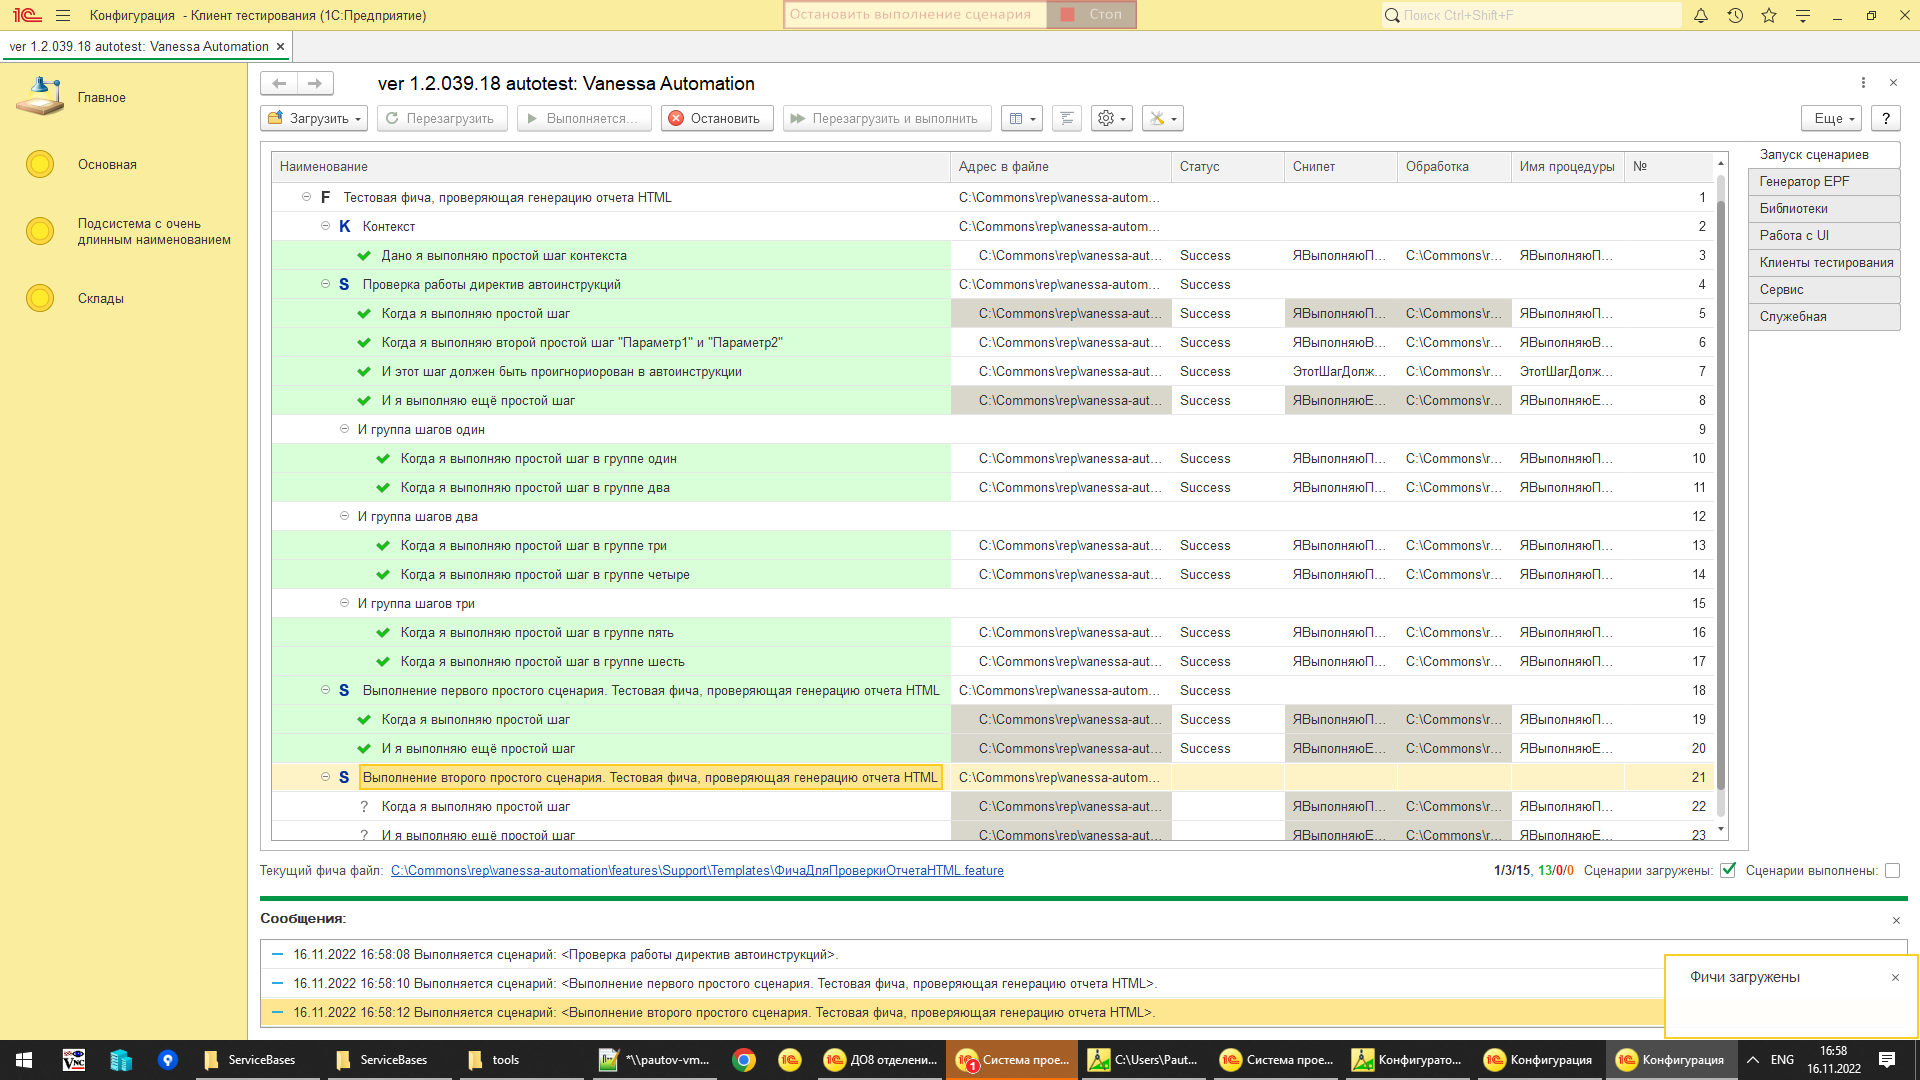 Конфигурация - Клиент тестирования (1С:Предприятие)
Остановить выполнение сценария Стоп
Поиск Ctrl+Shift+F
ver 1.2.039.18 autotest: Vanessa Automation
Главное
Основная
Подсистема с очень
длинным наименованием
Склады
ver 1.2.039.18 autotest: Vanessa Automation
Загрузить Перезагрузить Выполняется... Остановить Перезагрузить и выполнить Еще ?
Наименование Адрес в файле Статус Снипет Обработка Имя процедуры №
F Тестовая фича, проверяющая генерацию отчета HTML C:\Commons\rep\vanessa-autom... 1
K Контекст C:\Commons\rep\vanessa-autom... 2
Дано я выполняю простой шаг контекста C:\Commons\rep\vanessa-aut... Success ЯВыполняюП... C:\Commons\r... ЯВыполняюП... 3
S Проверка работы директив автоинструкций C:\Commons\rep\vanessa-autom... Success 4
Когда я выполняю простой шаг C:\Commons\rep\vanessa-aut... Success ЯВыполняюП... C:\Commons\r... ЯВыполняюП... 5
Когда я выполняю второй простой шаг "Параметр1" и "Параметр2" C:\Commons\rep\vanessa-aut... Success ЯВыполняюВ... C:\Commons\r... ЯВыполняюВ... 6
И этот шаг должен быть проигнориорован в автоинструкции C:\Commons\rep\vanessa-aut... Success ЭтотШагДолж... C:\Commons\r... ЭтотШагДолж... 7
И я выполняю ещё простой шаг C:\Commons\rep\vanessa-aut... Success ЯВыполняюЕ... C:\Commons\r... ЯВыполняюЕ... 8
И группа шагов один 9
Когда я выполняю простой шаг в группе один C:\Commons\rep\vanessa-aut... Success ЯВыполняюП... C:\Commons\r... ЯВыполняюП... 10
Когда я выполняю простой шаг в группе два C:\Commons\rep\vanessa-aut... Success ЯВыполняюП... C:\Commons\r... ЯВыполняюП... 11
И группа шагов два 12
Когда я выполняю простой шаг в группе три C:\Commons\rep\vanessa-aut... Success ЯВыполняюП... C:\Commons\r... ЯВыполняюП... 13
Когда я выполняю простой шаг в группе четыре C:\Commons\rep\vanessa-aut... Success ЯВыполняюП... C:\Commons\r... ЯВыполняюП... 14
И группа шагов три 15
Когда я выполняю простой шаг в группе пять C:\Commons\rep\vanessa-aut... Success ЯВыполняюП... C:\Commons\r... ЯВыполняюП... 16
Когда я выполняю простой шаг в группе шесть C:\Commons\rep\vanessa-aut... Success ЯВыполняюП... C:\Commons\r... ЯВыполняюП... 17
S Выполнение первого простого сценария. Тестовая фича, проверяющая генерацию отчета HTML C:\Commons\rep\vanessa-autom... Success 18
Когда я выполняю простой шаг C:\Commons\rep\vanessa-aut... Success ЯВыполняюП... C:\Commons\r... ЯВыполняюП... 19
И я выполняю ещё простой шаг C:\Commons\rep\vanessa-aut... Success ЯВыполняюЕ... C:\Commons\r... ЯВыполняюЕ... 20
S Выполнение второго простого сценария. Тестовая фича, проверяющая генерацию отчета HTML C:\Commons\rep\vanessa-autom... 21
? Когда я выполняю простой шаг C:\Commons\rep\vanessa-aut... ЯВыполняюП... C:\Commons\r... ЯВыполняюП... 22
? И я выполняю ещё простой шаг C:\Commons\rep\vanessa-aut... ЯВыполняюЕ... C:\Commons\r... ЯВыполняюЕ... 23
Запуск сценариев
Генератор EPF
Библиотеки
Работа с UI
Клиенты тестирования
Сервис
Служебная
Текущий фича файл: C:\Commons\rep\vanessa-automation\features\Support\Templates\ФичаДляПроверкиОтчетаHTML.feature 1/3/15, 13/0/0 Сценарии загружены: Сценарии выполнены:
Сообщения:
16.11.2022 16:58:08 Выполняется сценарий: <Проверка работы директив автоинструкций>.
16.11.2022 16:58:10 Выполняется сценарий: <Выполнение первого простого сценария. Тестовая фича, проверяющая генерацию отчета HTML>.
16.11.2022 16:58:12 Выполняется сценарий: <Выполнение второго простого сценария. Тестовая фича, проверяющая генерацию отчета HTML>.
Фичи загружены
ServiceBases ServiceBases tools *\\pautov-vm... ДО8 отделени... 1 Система прое... C:\Users\Paut... Система прое... Конфигурато... Конфигурация Конфигурация ENG 16:58
16.11.2022